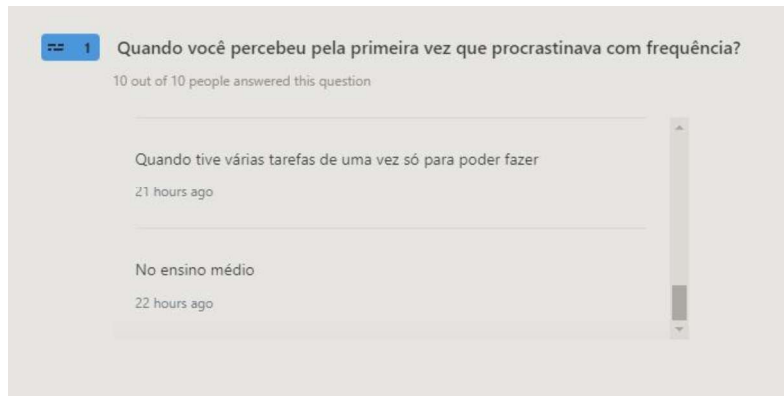 1 Quando você percebeu pela primeira vez que procrastinava com frequência?
10 out of 10 people answered this question
Quando tive várias tarefas de uma vez só para poder fazer
21 hours ago
No ensino médio
22 hours ago